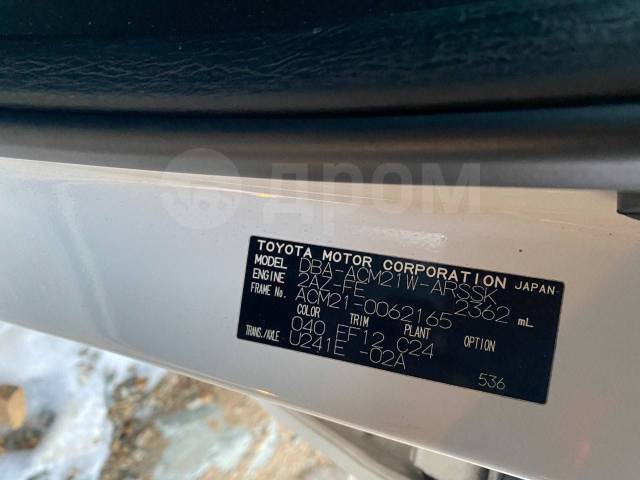 дром
TOYOTA MOTOR CORPORATION JAPAN
MODEL DBA-ACM21W-ARSSK
ENGINE 2AZ-FE 2362 mL
FRAME No. ACM21-0062165
COLOR TRIM PLANT OPTION
040 EF12 C24
TRANS./AXLE U241E -02A
536